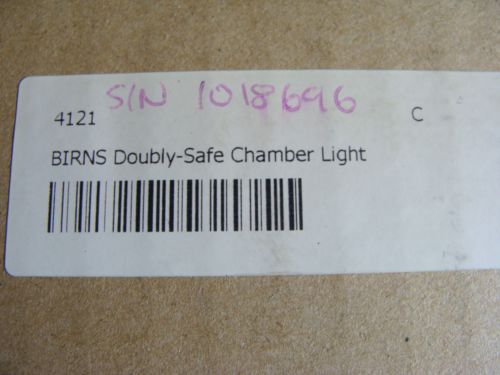 S/N 1018696
4121 C
BIRNS Doubly-Safe Chamber Light